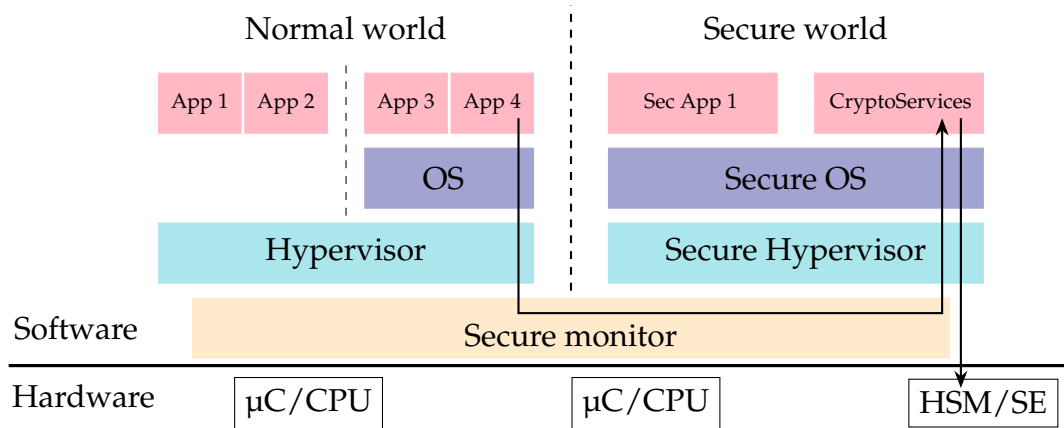 Normal world
Secure world
App 1
App 2
App 3
App 4
Sec App 1
CryptoServices
OS
Secure OS
Hypervisor
Secure Hypervisor
Software
Secure monitor
Hardware
µC/CPU
µC/CPU
HSM/SE